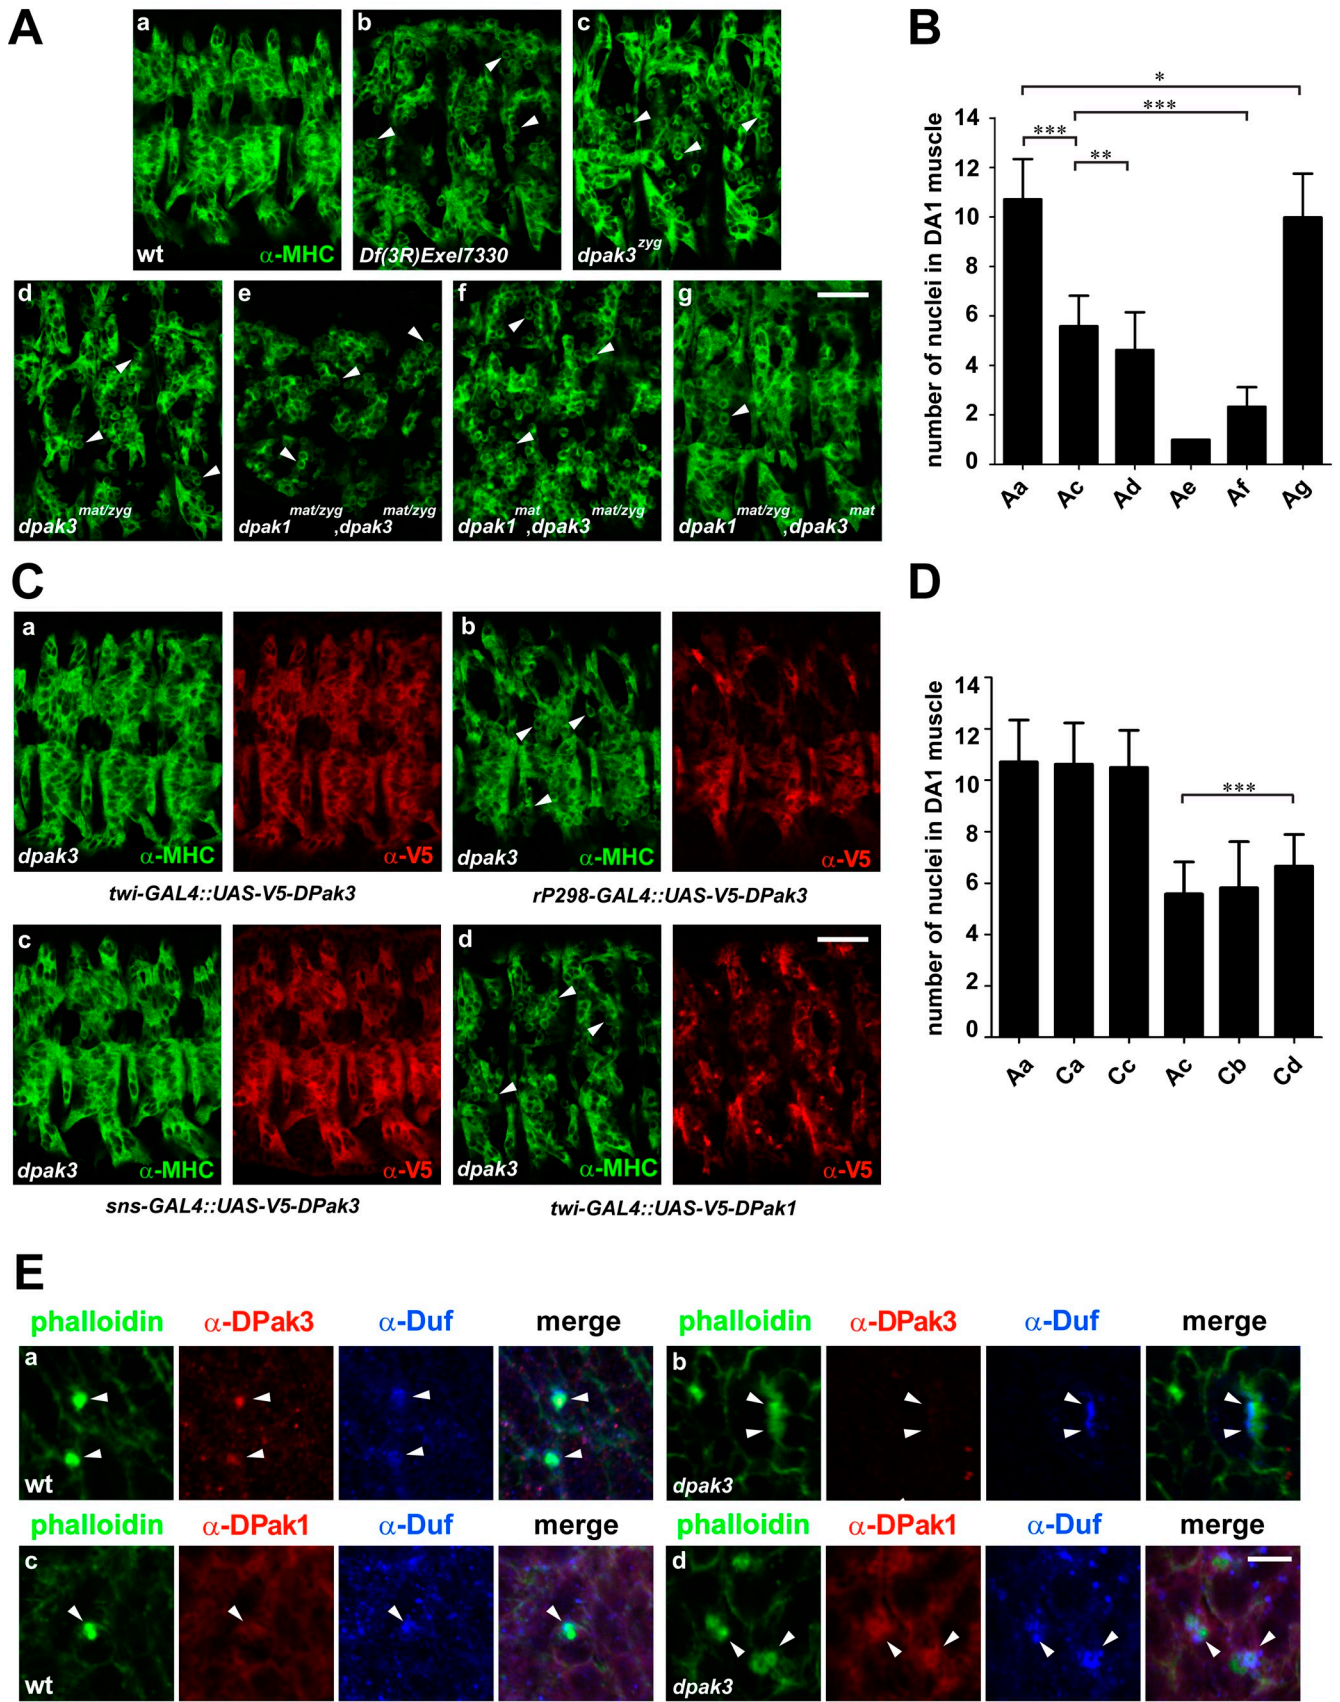 A
a
wt
α-MHC
b
Df(3R)Exel7330
c
dpak3zyg
d
dpak3mat/zyg
e
dpak1mat/zyg,dpak3mat/zyg
f
dpak1mat,dpak3mat/zyg
g
dpak1mat/zyg,dpak3mat
B
number of nuclei in DA1 muscle
14
12
10
8
6
4
2
0
*
***
***
**
Aa
Ac
Ad
Ae
Af
Ag
C
a
dpak3
α-MHC
α-V5
twi-GAL4::UAS-V5-DPak3
b
dpak3
α-MHC
α-V5
rP298-GAL4::UAS-V5-DPak3
c
dpak3
α-MHC
α-V5
sns-GAL4::UAS-V5-DPak3
d
dpak3
α-MHC
α-V5
twi-GAL4::UAS-V5-DPak1
D
number of nuclei in DA1 muscle
14
12
10
8
6
4
2
0
***
Aa
Ca
Cc
Ac
Cb
Cd
E
phalloidin
α-DPak3
α-Duf
merge
a
wt
phalloidin
α-DPak3
α-Duf
merge
b
dpak3
phalloidin
α-DPak1
α-Duf
merge
c
wt
phalloidin
α-DPak1
α-Duf
merge
d
dpak3